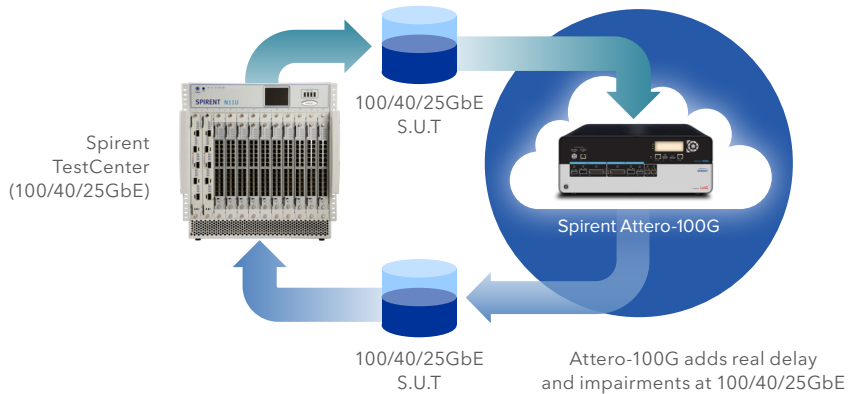 100/40/25GbE
S.U.T
SPIRENT N11U
Spirent
TestCenter
(100/40/25GbE)
Spirent Attero-100G
100/40/25GbE
S.U.T
Attero-100G adds real delay
and impairments at 100/40/25GbE